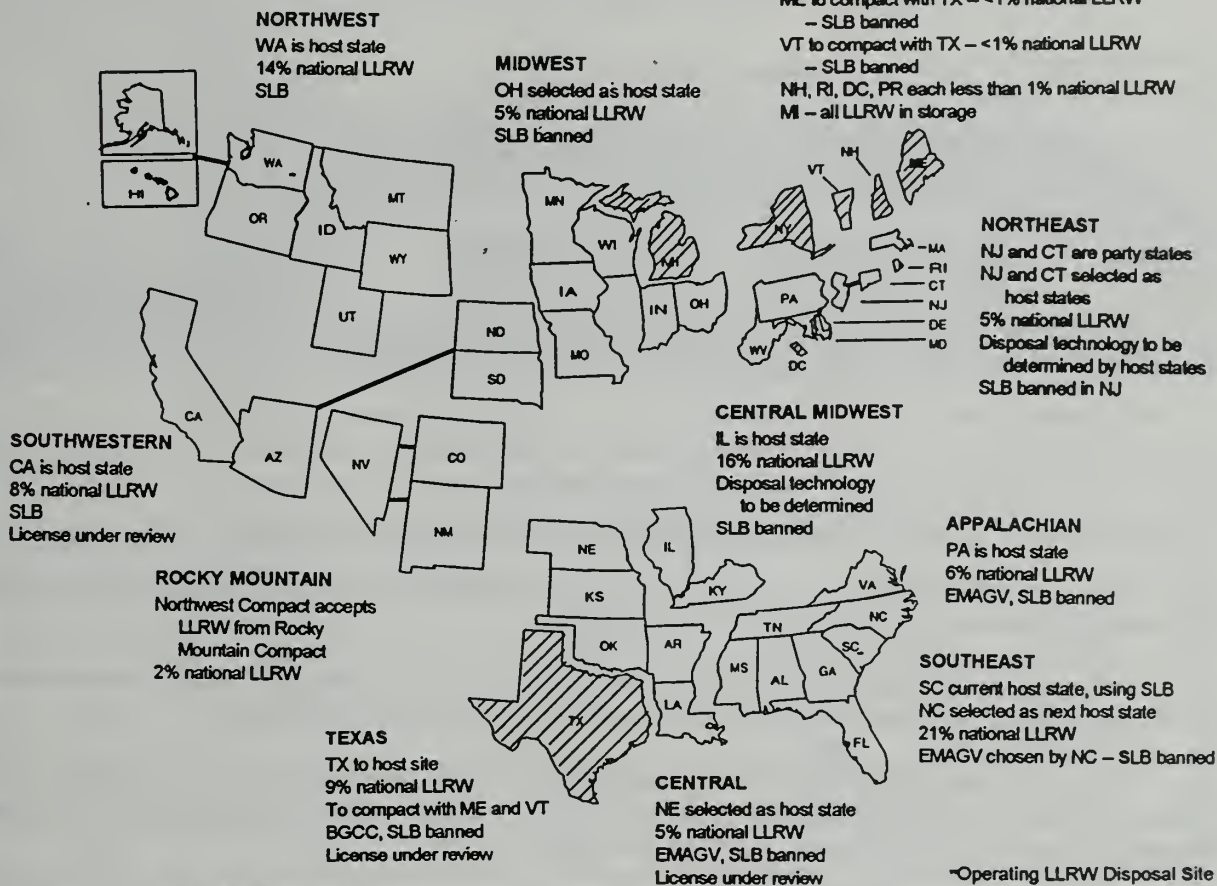 ME to compact with TX – <1% national LLRW
– SLB banned
VT to compact with TX – <1% national LLRW
– SLB banned
NH, RI, DC, PR each less than 1% national LLRW
MI – all LLRW in storage
NORTHWEST
WA is host state
14% national LLRW
SLB
MIDWEST
OH selected as host state
5% national LLRW
SLB banned
HI
WA
OR
ID
MT
WY
UT
MN
WI
MI
IA
IN
OH
MO
ND
SD
NY
VT
NH
ME
MA
RI
CT
NJ
DE
MD
PA
WV
DC
NORTHEAST
NJ and CT are party states
NJ and CT selected as
host states
5% national LLRW
Disposal technology to be
determined by host states
SLB banned in NJ
CA
AZ
NV
CO
NM
SOUTHWESTERN
CA is host state
8% national LLRW
SLB
License under review
ROCKY MOUNTAIN
Northwest Compact accepts
LLRW from Rocky
Mountain Compact
2% national LLRW
CENTRAL MIDWEST
IL is host state
16% national LLRW
Disposal technology
to be determined
SLB banned
APPALACHIAN
PA is host state
6% national LLRW
EMAGV, SLB banned
NE
KS
OK
AR
LA
TX
IL
KY
VA
NC
TN
SC
MS
AL
GA
FL
SOUTHEAST
SC current host state, using SLB
NC selected as next host state
21% national LLRW
EMAGV chosen by NC – SLB banned
TEXAS
TX to host site
9% national LLRW
To compact with ME and VT
BGCC, SLB banned
License under review
CENTRAL
NE selected as host state
5% national LLRW
EMAGV, SLB banned
License under review
Operating LLRW Disposal Site